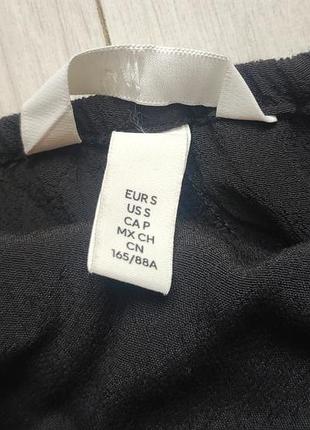 EUR S
US S
CA P
MX CH
CN
165/88A